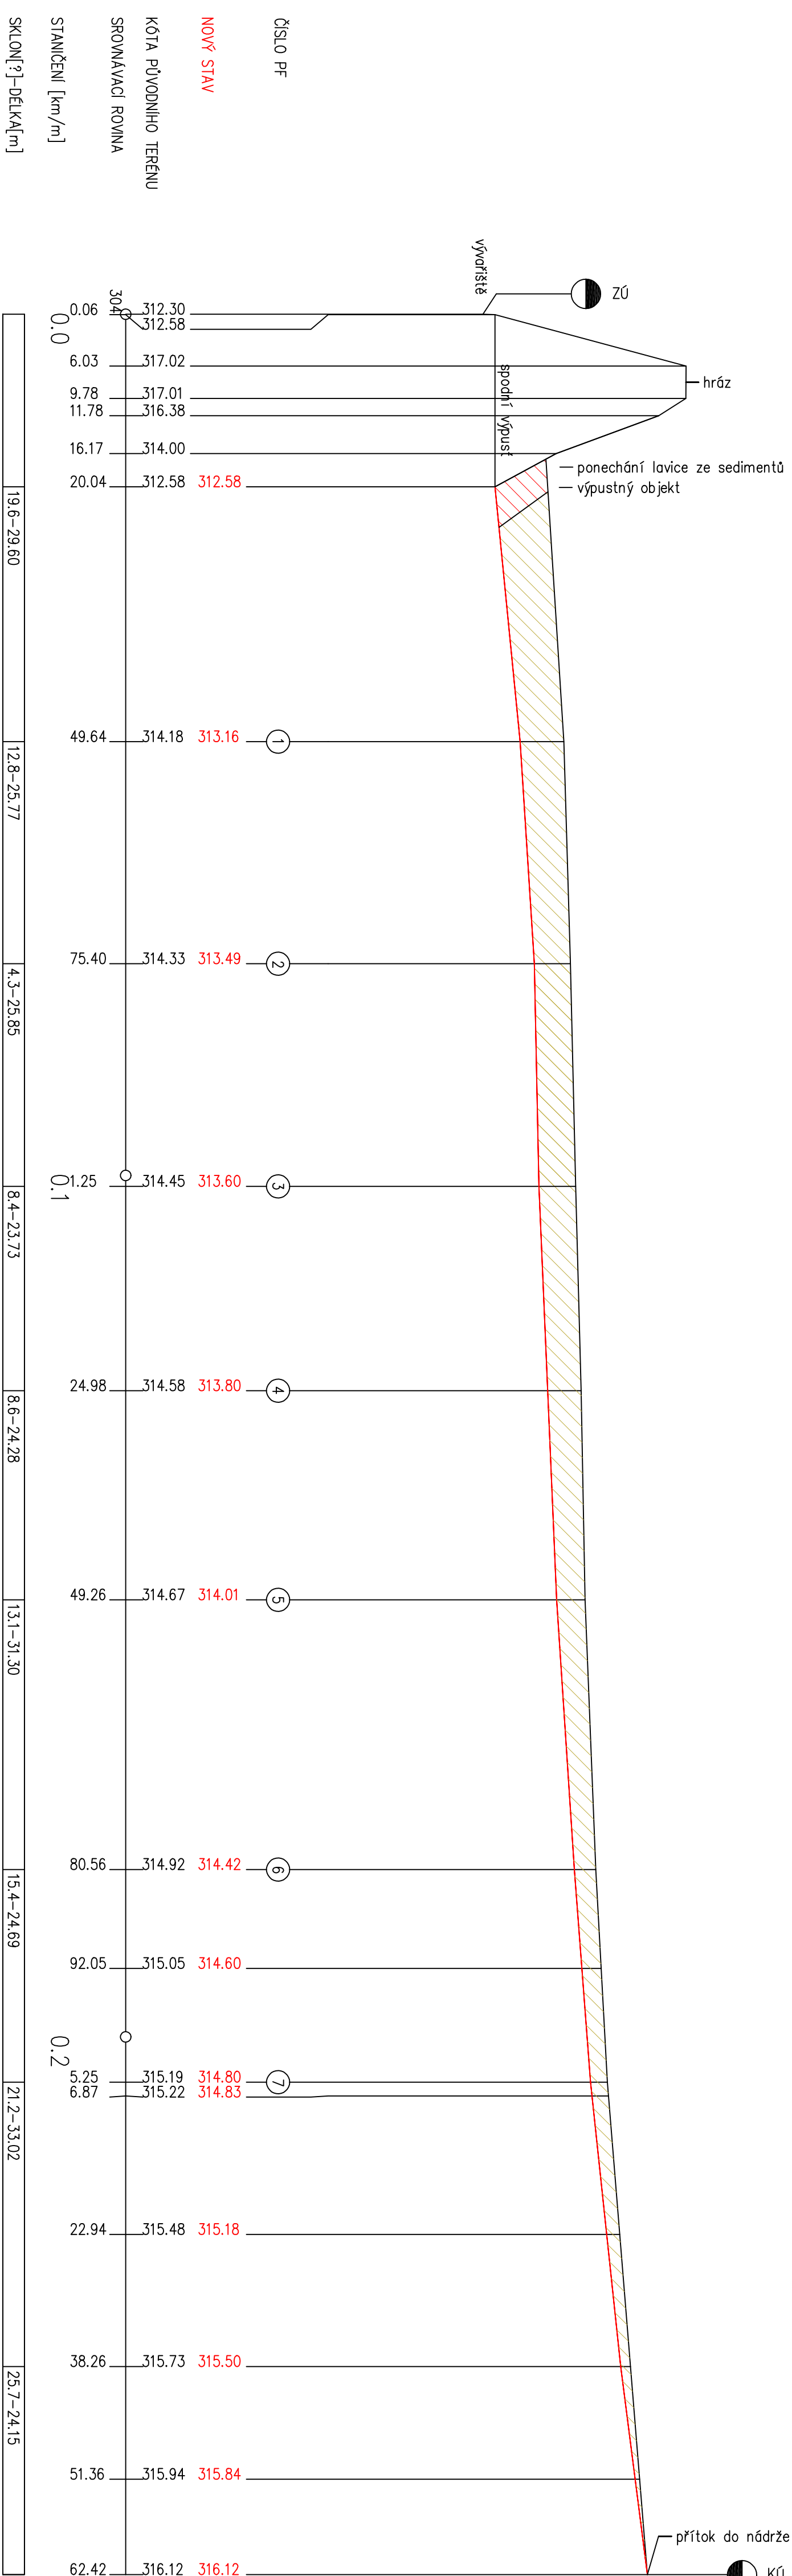 ČÍSLO PF
NOVÝ STAV
KÓTA PŮVODNÍHO TERÉNU
SROVNÁVACÍ ROVINA
STANIČENÍ [km/m]
SKLON[?]-DÉLKA[m]
vývařiště
ZÚ
304
0.06 312.30
312.58
0.0
6.03 317.02
hráz
spodní výpusť
9.78 317.01
11.78 316.38
16.17 314.00
ponechání lavice ze sedimentů
výpustný objekt
20.04 312.58 312.58
19.6-29.60
49.64 314.18 313.16 1
12.8-25.77
75.40 314.33 313.49 2
4.3-25.85
0.1
1.25 314.45 313.60 3
8.4-23.73
24.98 314.58 313.80 4
8.6-24.28
49.26 314.67 314.01 5
13.1-31.30
80.56 314.92 314.42 6
15.4-24.69
92.05 315.05 314.60
0.2
5.25 315.19 314.80 7
6.87 315.22 314.83
21.2-33.02
22.94 315.48 315.18
38.26 315.73 315.50
25.7-24.15
51.36 315.94 315.84
přítok do nádrže
62.42 316.12 316.12
KÚ